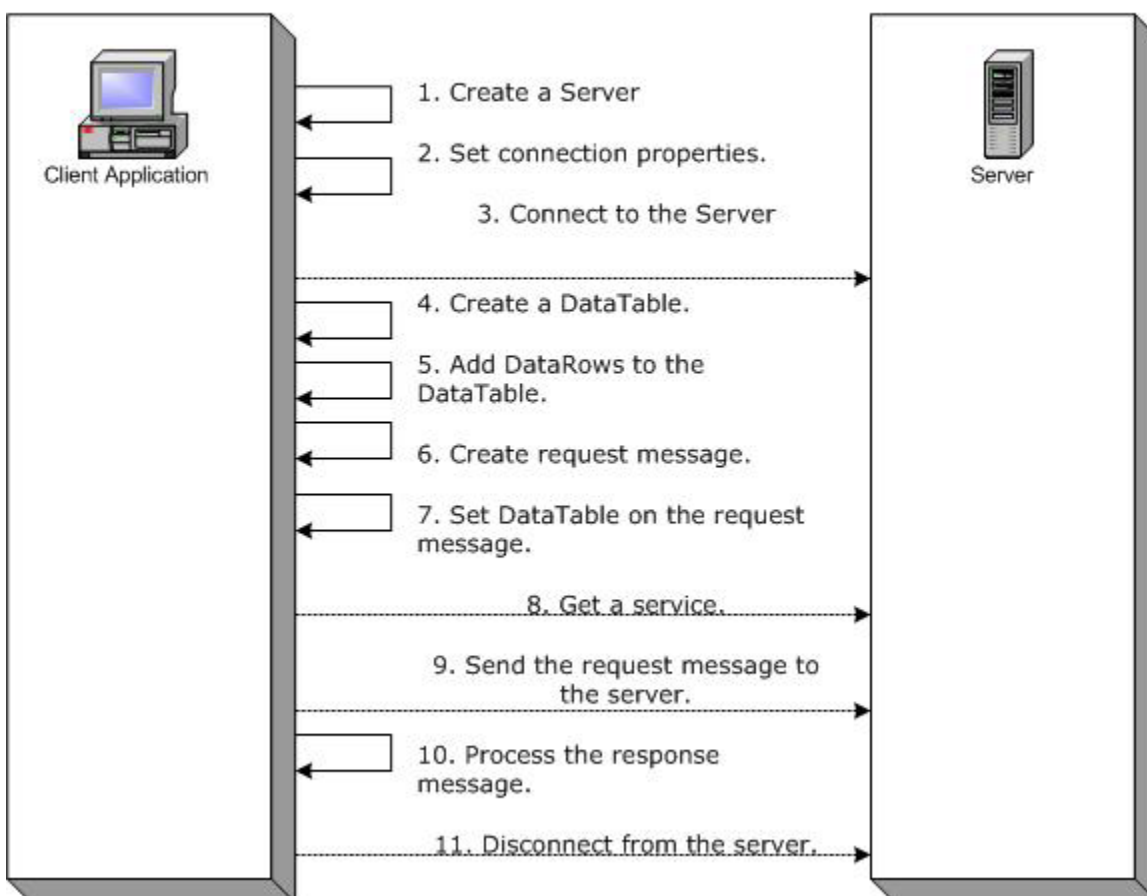 Client Application
Server
1. Create a Server
2. Set connection properties.
3. Connect to the Server
4. Create a DataTable.
5. Add DataRows to the
DataTable.
6. Create request message.
7. Set DataTable on the request
message.
8. Get a service.
9. Send the request message to
the server.
10. Process the response
message.
11. Disconnect from the server.